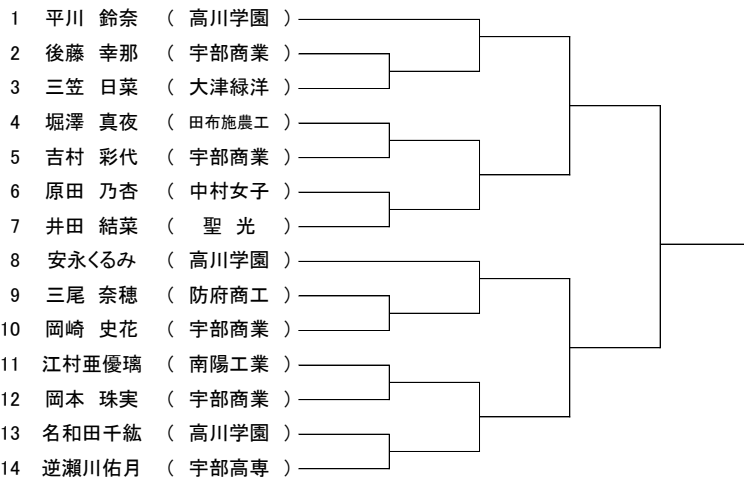 1 平川 鈴奈 ( 高川学園 )
2 後藤 幸那 ( 宇部商業 )
3 三笠 日菜 ( 大津緑洋 )
4 堀澤 真夜 ( 田布施農工 )
5 吉村 彩代 ( 宇部商業 )
6 原田 乃杏 ( 中村女子 )
7 井田 結菜 ( 聖 光 )
8 安永くるみ ( 高川学園 )
9 三尾 奈穂 ( 防府商工 )
10 岡崎 史花 ( 宇部商業 )
11 江村亜優璃 ( 南陽工業 )
12 岡本 珠実 ( 宇部商業 )
13 名和田千紘 ( 高川学園 )
14 逆瀬川佑月 ( 宇部高専 )